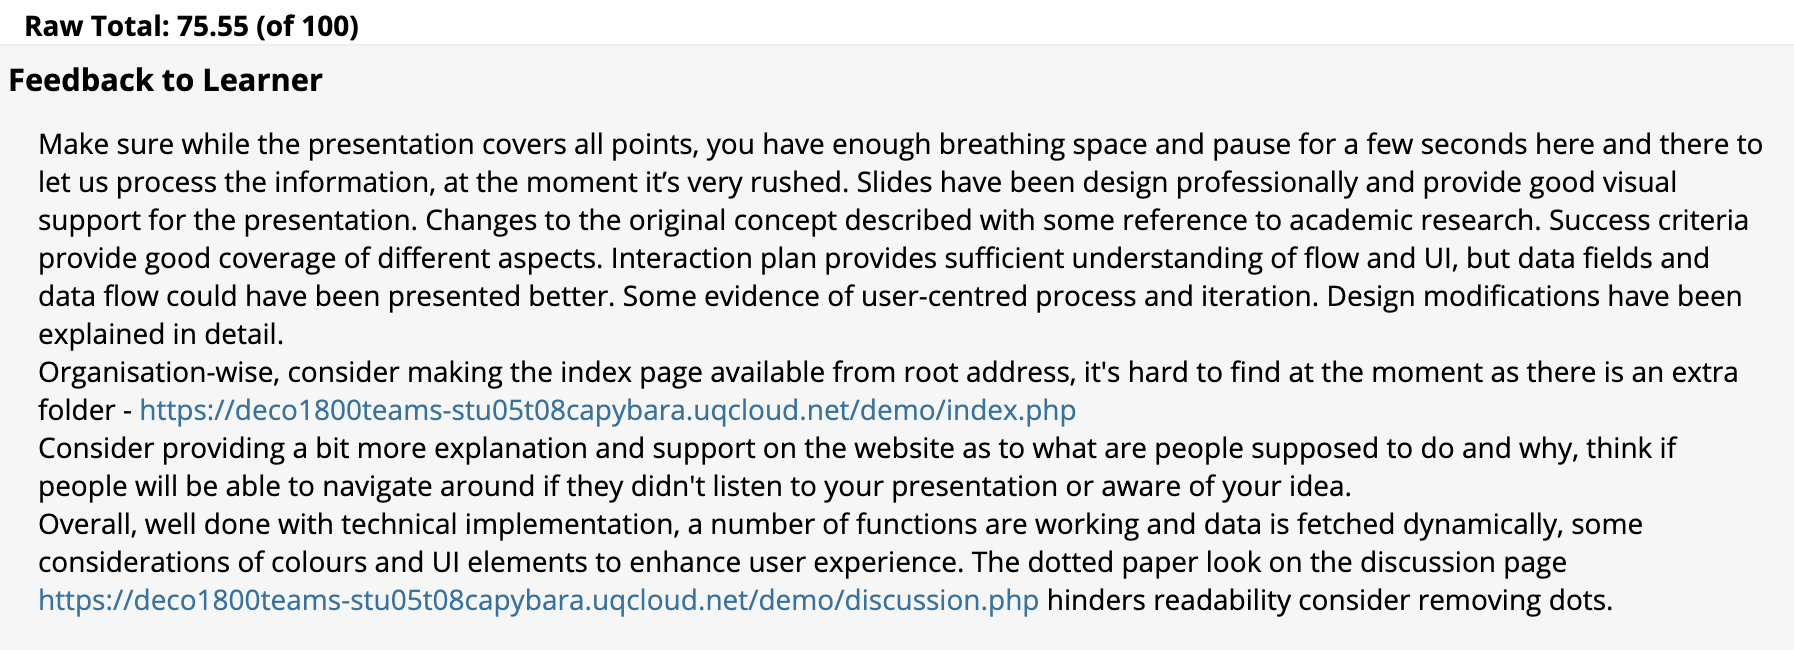 Raw Total: 75.55 (of 100)
Feedback to Learner
Make sure while the presentation covers all points, you have enough breathing space and pause for a few seconds here and there to
let us process the information, at the moment it’s very rushed. Slides have been design professionally and provide good visual
support for the presentation. Changes to the original concept described with some reference to academic research. Success criteria
provide good coverage of different aspects. Interaction plan provides sufficient understanding of flow and UI, but data fields and
data flow could have been presented better. Some evidence of user-centred process and iteration. Design modifications have been
explained in detail.
Organisation-wise, consider making the index page available from root address, it's hard to find at the moment as there is an extra
folder - https://deco1800teams-stu05t08capybara.uqcloud.net/demo/index.php
Consider providing a bit more explanation and support on the website as to what are people supposed to do and why, think if
people will be able to navigate around if they didn't listen to your presentation or aware of your idea.
Overall, well done with technical implementation, a number of functions are working and data is fetched dynamically, some
considerations of colours and UI elements to enhance user experience. The dotted paper look on the discussion page
https://deco1800teams-stu05t08capybara.uqcloud.net/demo/discussion.php hinders readability consider removing dots.